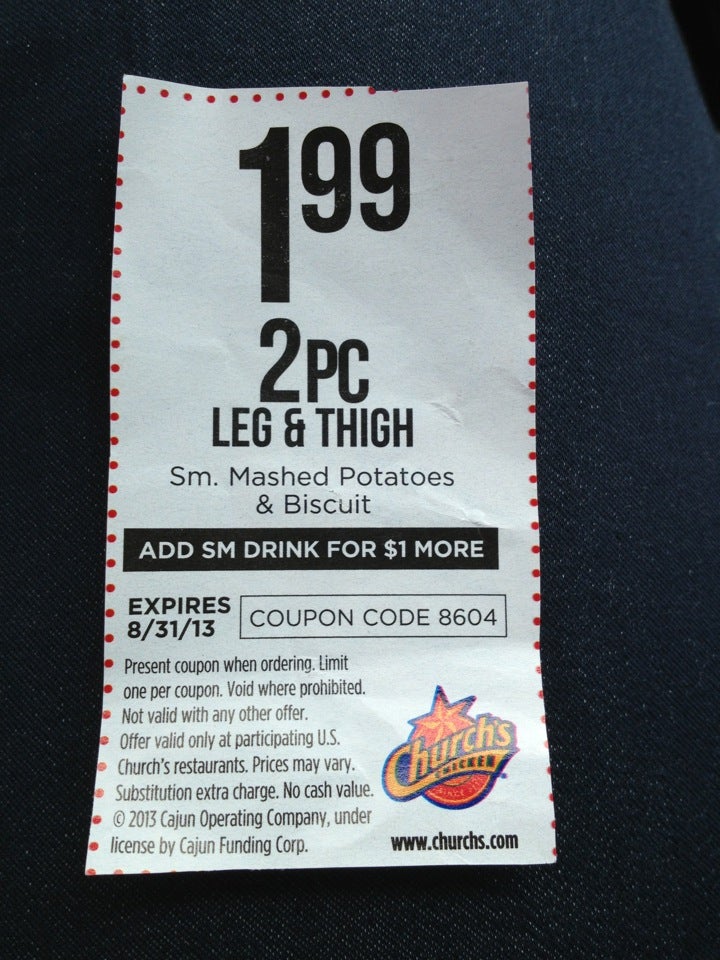 199
2PC
LEG & THIGH
Sm. Mashed Potatoes
& Biscuit
ADD SM DRINK FOR $1 MORE
EXPIRES
8/31/13
COUPON CODE 8604
Present coupon when ordering. Limit
one per coupon. Void where prohibited.
Not valid with any other offer.
Offer valid only at participating U.S.
Church's restaurants. Prices may vary.
Substitution extra charge. No cash value.
© 2013 Cajun Operating Company, under
license by Cajun Funding Corp.
Church's
CHICKEN
SINCE
www.churchs.com